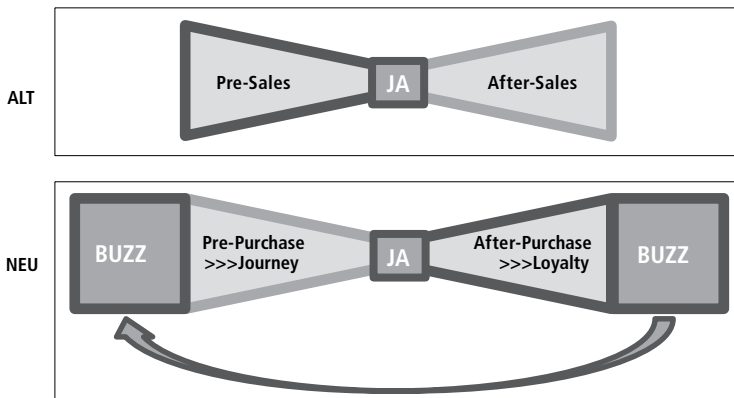 ALT
Pre-Sales
JA
After-Sales
NEU
BUZZ
Pre-Purchase
>>>Journey
JA
After-Purchase
>>>Loyalty
BUZZ